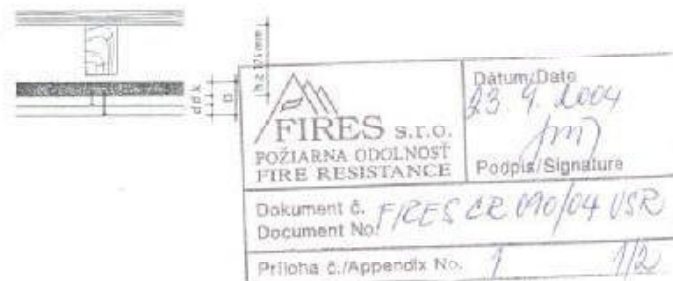 d d k
D
FIRES s.r.o.
POŽIARNA ODOLNOSŤ
FIRE RESISTANCE
Dátum/Date
23. 9. 2004
Podpis/Signature
Dokument č.
Document No.
FIRES CR 090/04 VSR
Príloha č./Appendix No. 1 1/2